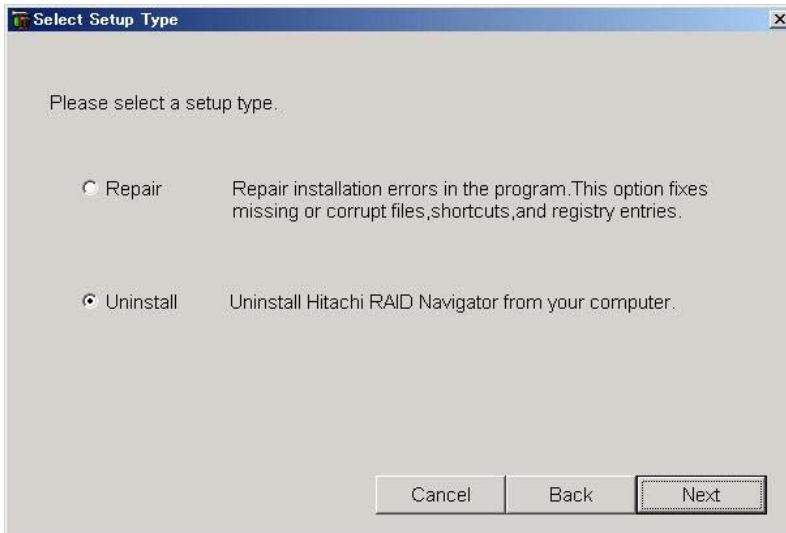 Select Setup Type
Please select a setup type.
Repair
Repair installation errors in the program.This option fixes
missing or corrupt files,shortcuts,and registry entries.
Uninstall
Uninstall Hitachi RAID Navigator from your computer.
Cancel
Back
Next